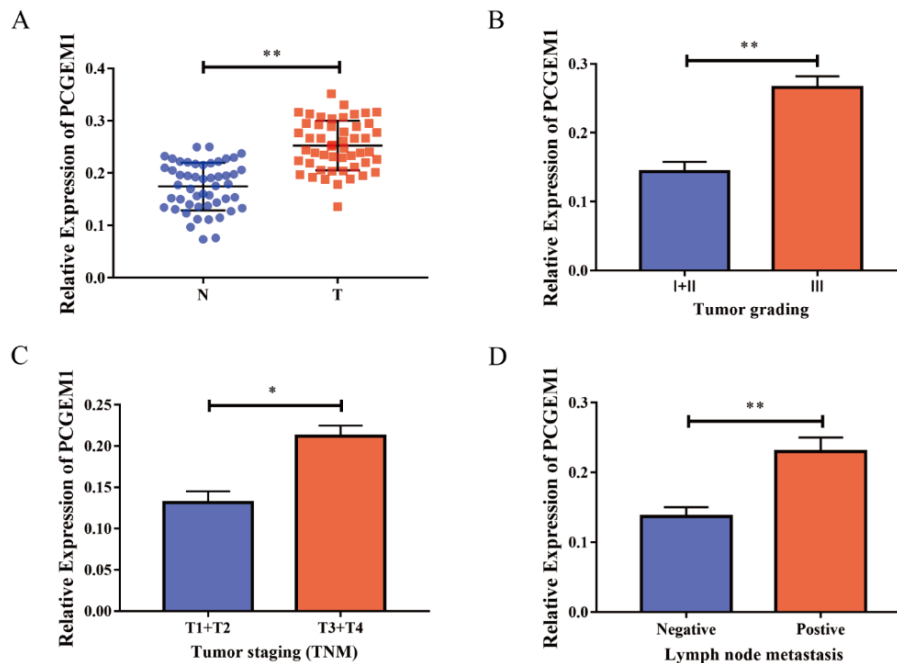 A
Relative Expression of PCGEM1
**
0.4
0.3
0.2
0.1
0.0
N
T
B
Relative Expression of PCGEM1
**
0.3
0.2
0.1
0.0
I+II
III
Tumor grading
C
Relative Expression of PCGEM1
*
0.25
0.20
0.15
0.10
0.05
0.00
T1+T2
T3+T4
Tumor staging (TNM)
D
Relative Expression of PCGEM1
**
0.3
0.2
0.1
0.0
Negative
Postive
Lymph node metastasis